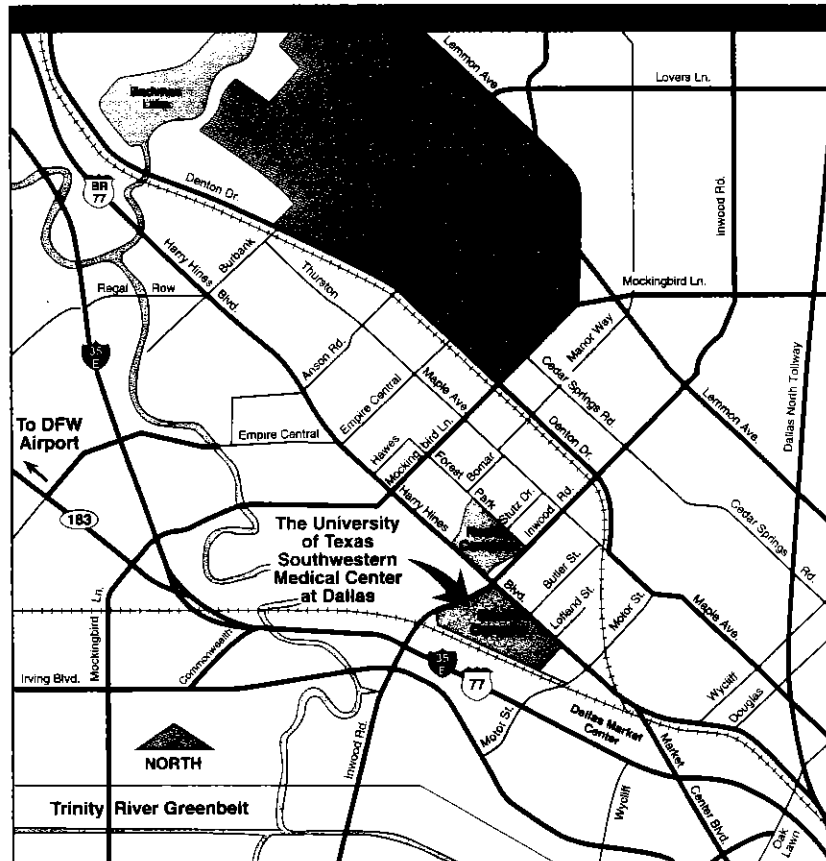 Lemmon Ave.
Lovers Ln.
Bachman
Lake
Inwood Rd.
Denton Dr.
BR
77
Burbank
Harry Hines
Blvd.
Thurston
Mockingbird Ln.
Regal Row
Manor Way
35
E
Anson Rd.
Cedar Springs Rd.
Maple Ave.
Empire Central
Dallas North Tollway
Lemmon Ave.
To DFW
Airport
Empire Central
Denton Dr.
Hawes
Mockingbird Ln.
Forest
Bomar
Park
Stutz Dr.
Inwood Rd.
Harry Hines
Blvd.
Cedar Springs
Rd.
183
The University
of Texas
Southwestern
Medical Center
at Dallas
Butler St.
Lofland St.
Motor St.
Maple Ave.
Mockingbird Ln.
Commonwealth
35
E
77
Irving Blvd.
Wycliff
Douglas
Dallas Market
Center
Motor St.
Inwood Rd.
Market
Center Blvd.
NORTH
Wycliff
Trinity River Greenbelt
Oak
Lawn